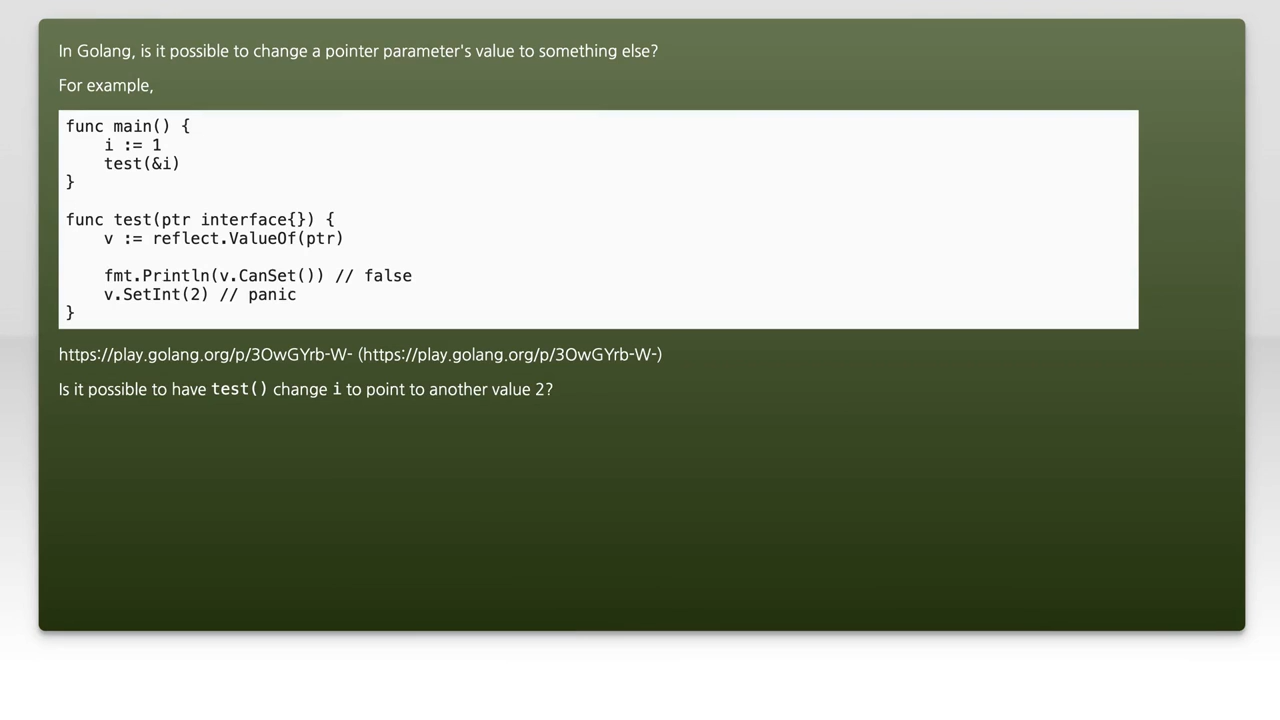 In Golang, is it possible to change a pointer parameter's value to something else?
For example,
func main() {
    i := 1
    test(&i)
}
func test(ptr interface{}) {
    v := reflect.ValueOf(ptr)
    fmt.Println(v.CanSet()) // false
    v.SetInt(2) // panic
}
https://play.golang.org/p/3OwGYrb-W- (https://play.golang.org/p/3OwGYrb-W-)
Is it possible to have test() change i to point to another value 2?